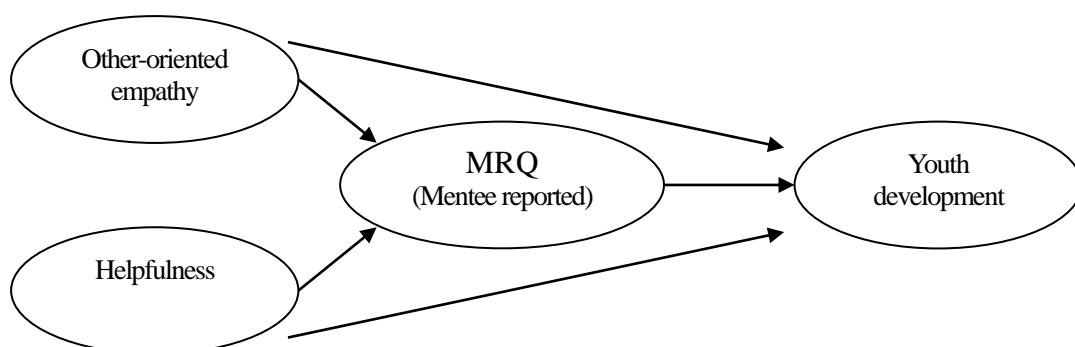 Other-oriented
empathy
MRQ
(Mentee reported)
Youth
development
Helpfulness